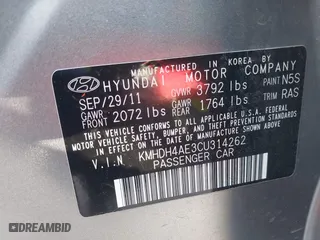 MANUFACTURED IN KOREA BY
HYUNDAI MOTOR COMPANY
SEP/29/11 GVWR 3792 lbs PAINT N5S
GAWR FRONT 2072 lbs GAWR REAR 1764 lbs TRIM RAS
THIS VEHICLE CONFORMS TO ALL APPLICABLE U.S.A. FEDERAL
MOTOR VEHICLE SAFETY, BUMPER, AND THEFT PREVENTION
STANDARDS IN EFFECT ON THE DATE OF MANUFACTURE SHOWN ABOVE.
V.I.N KMHDH4AE3CU314262
PASSENGER CAR
AUTOBIDMASTER